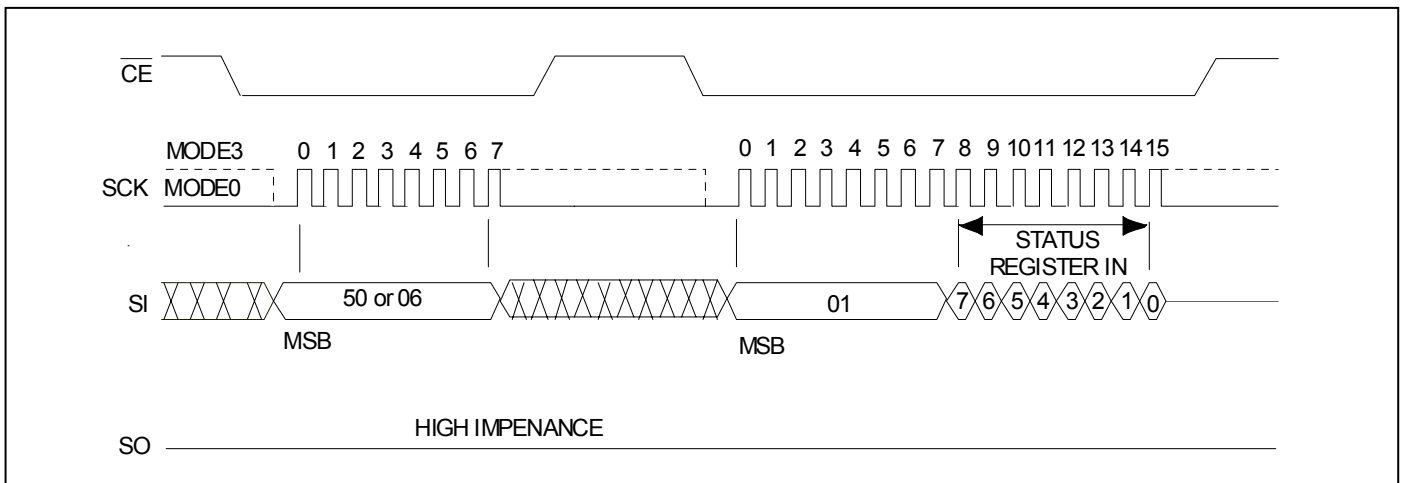 CE
MODE3 0 1 2 3 4 5 6 7 0 1 2 3 4 5 6 7 8 9 10 11 12 13 14 15
SCK MODE0
STATUS
REGISTER IN
SI 50 or 06 01 7 6 5 4 3 2 1 0
MSB MSB
HIGH IMPENANCE
SO